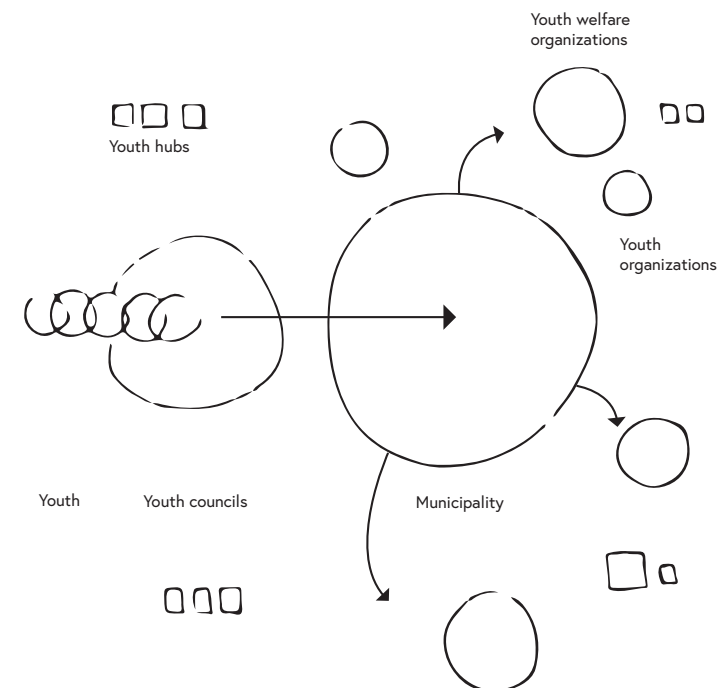 Youth welfare
organizations
Youth hubs
Youth
organizations
Youth
Youth councils
Municipality